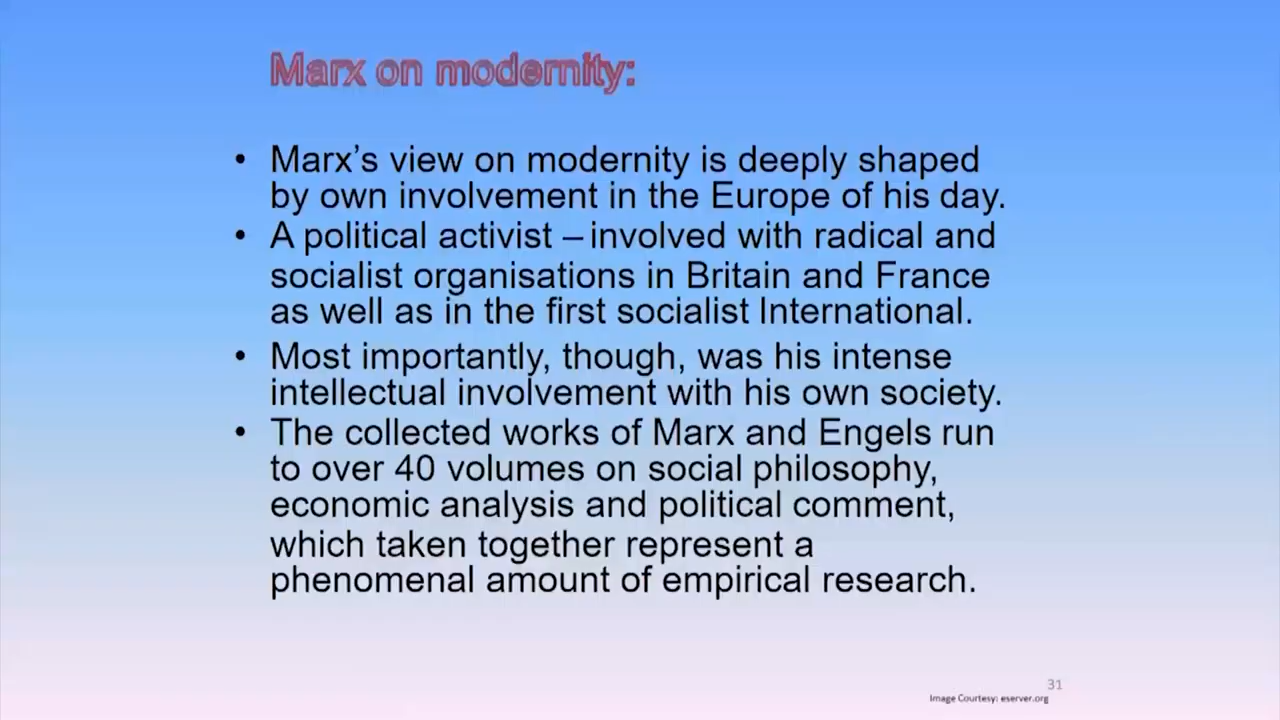 Marx on modernity:
• Marx’s view on modernity is deeply shaped
by own involvement in the Europe of his day.
• A political activist – involved with radical and
socialist organisations in Britain and France
as well as in the first socialist International.
• Most importantly, though, was his intense
intellectual involvement with his own society.
• The collected works of Marx and Engels run
to over 40 volumes on social philosophy,
economic analysis and political comment,
which taken together represent a
phenomenal amount of empirical research.
31
Image Courtesy: eserver.org